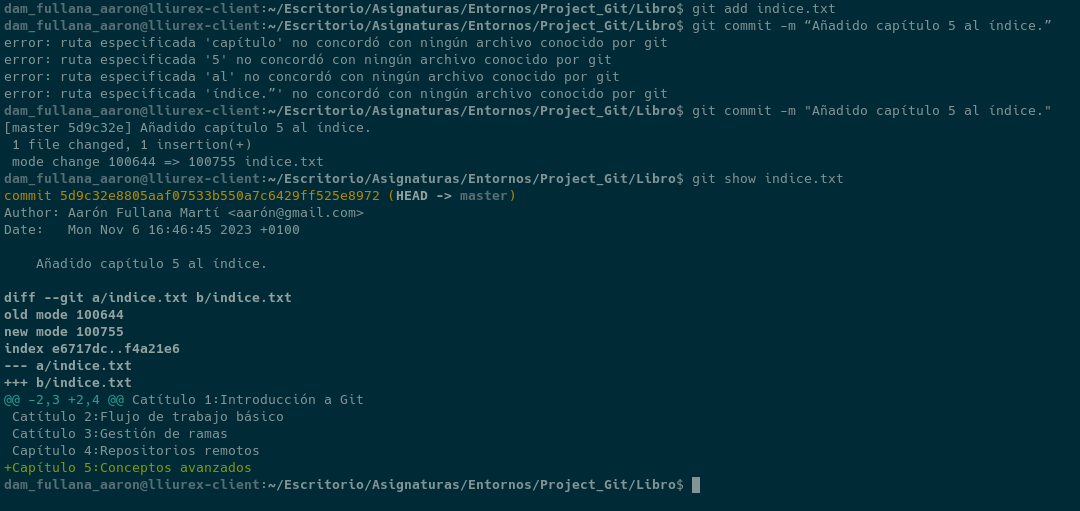 dam_fullana_aaron@lliurex-client:~/Escritorio/Asignaturas/Entornos/Project_Git/Libro$ git add indice.txt
dam_fullana_aaron@lliurex-client:~/Escritorio/Asignaturas/Entornos/Project_Git/Libro$ git commit -m “Añadido capítulo 5 al índice.”
error: ruta especificada 'capítulo' no concordó con ningún archivo conocido por git
error: ruta especificada '5' no concordó con ningún archivo conocido por git
error: ruta especificada 'al' no concordó con ningún archivo conocido por git
error: ruta especificada 'índice.”' no concordó con ningún archivo conocido por git
dam_fullana_aaron@lliurex-client:~/Escritorio/Asignaturas/Entornos/Project_Git/Libro$ git commit -m "Añadido capítulo 5 al índice."
[master 5d9c32e] Añadido capítulo 5 al índice.
 1 file changed, 1 insertion(+)
 mode change 100644 => 100755 indice.txt
dam_fullana_aaron@lliurex-client:~/Escritorio/Asignaturas/Entornos/Project_Git/Libro$ git show indice.txt
commit 5d9c32e8805aaf07533b550a7c6429ff525e8972 (HEAD -> master)
Author: Aarón Fullana Martí <aarón@gmail.com>
Date:   Mon Nov 6 16:46:45 2023 +0100

    Añadido capítulo 5 al índice.

diff --git a/indice.txt b/indice.txt
old mode 100644
new mode 100755
index e6717dc..f4a21e6
--- a/indice.txt
+++ b/indice.txt
@@ -2,3 +2,4 @@ Catítulo 1:Introducción a Git
 Catítulo 2:Flujo de trabajo básico
 Catítulo 3:Gestión de ramas
 Capítulo 4:Repositorios remotos
+Capítulo 5:Conceptos avanzados
dam_fullana_aaron@lliurex-client:~/Escritorio/Asignaturas/Entornos/Project_Git/Libro$